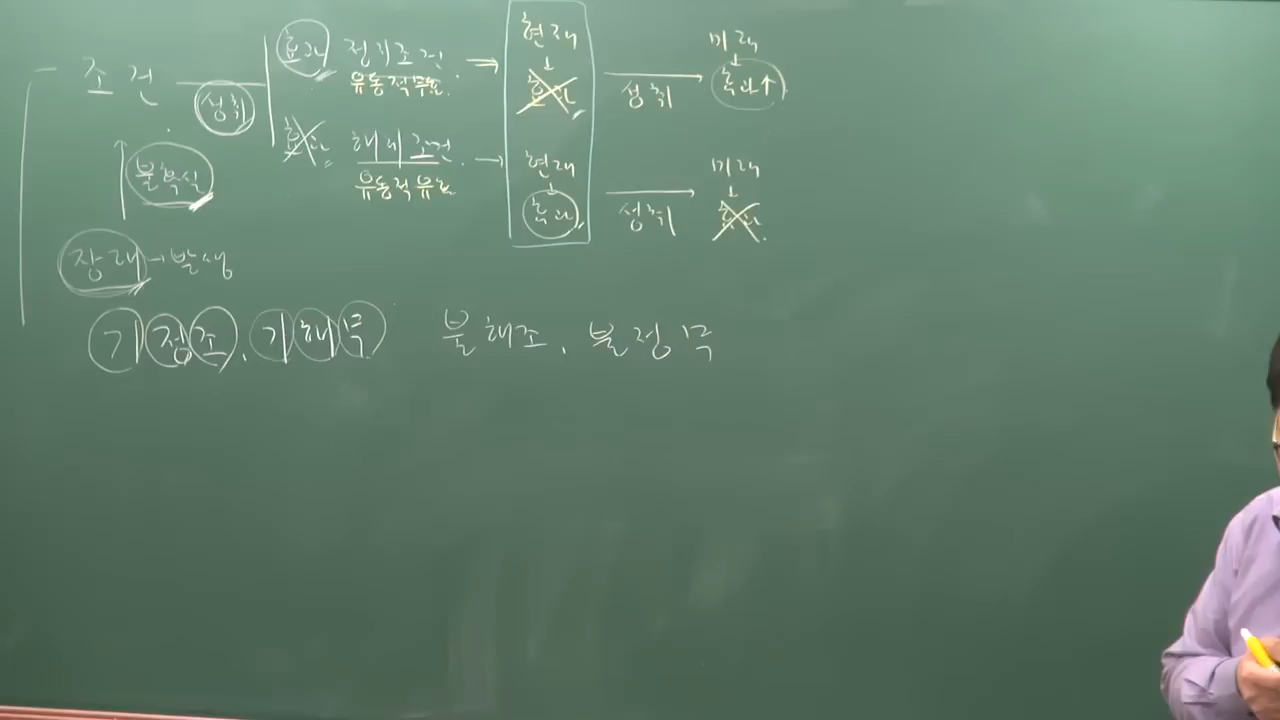 조건 성취
효과 정지조건
유동적무효
현재
효과
성취
미래
효과↑
효과 해제조건
유동적유효
현재
효과
성취
미래
효과
불확실
장래→발생
기정조, 기해무 불해조, 불정무